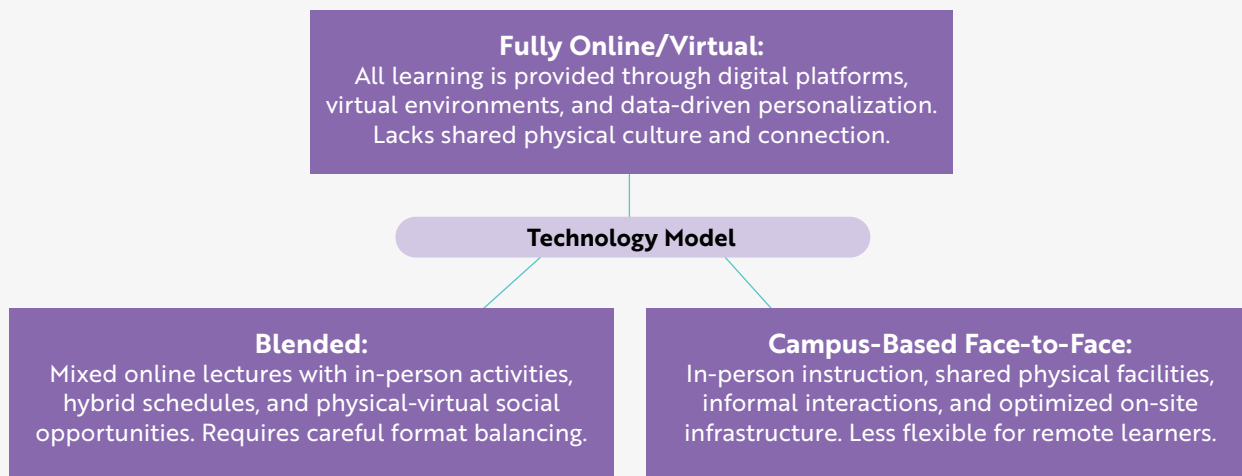 Fully Online/Virtual:
All learning is provided through digital platforms,
virtual environments, and data-driven personalization.
Lacks shared physical culture and connection.
Technology Model
Blended:
Mixed online lectures with in-person activities,
hybrid schedules, and physical-virtual social
opportunities. Requires careful format balancing.
Campus-Based Face-to-Face:
In-person instruction, shared physical facilities,
informal interactions, and optimized on-site
infrastructure. Less flexible for remote learners.